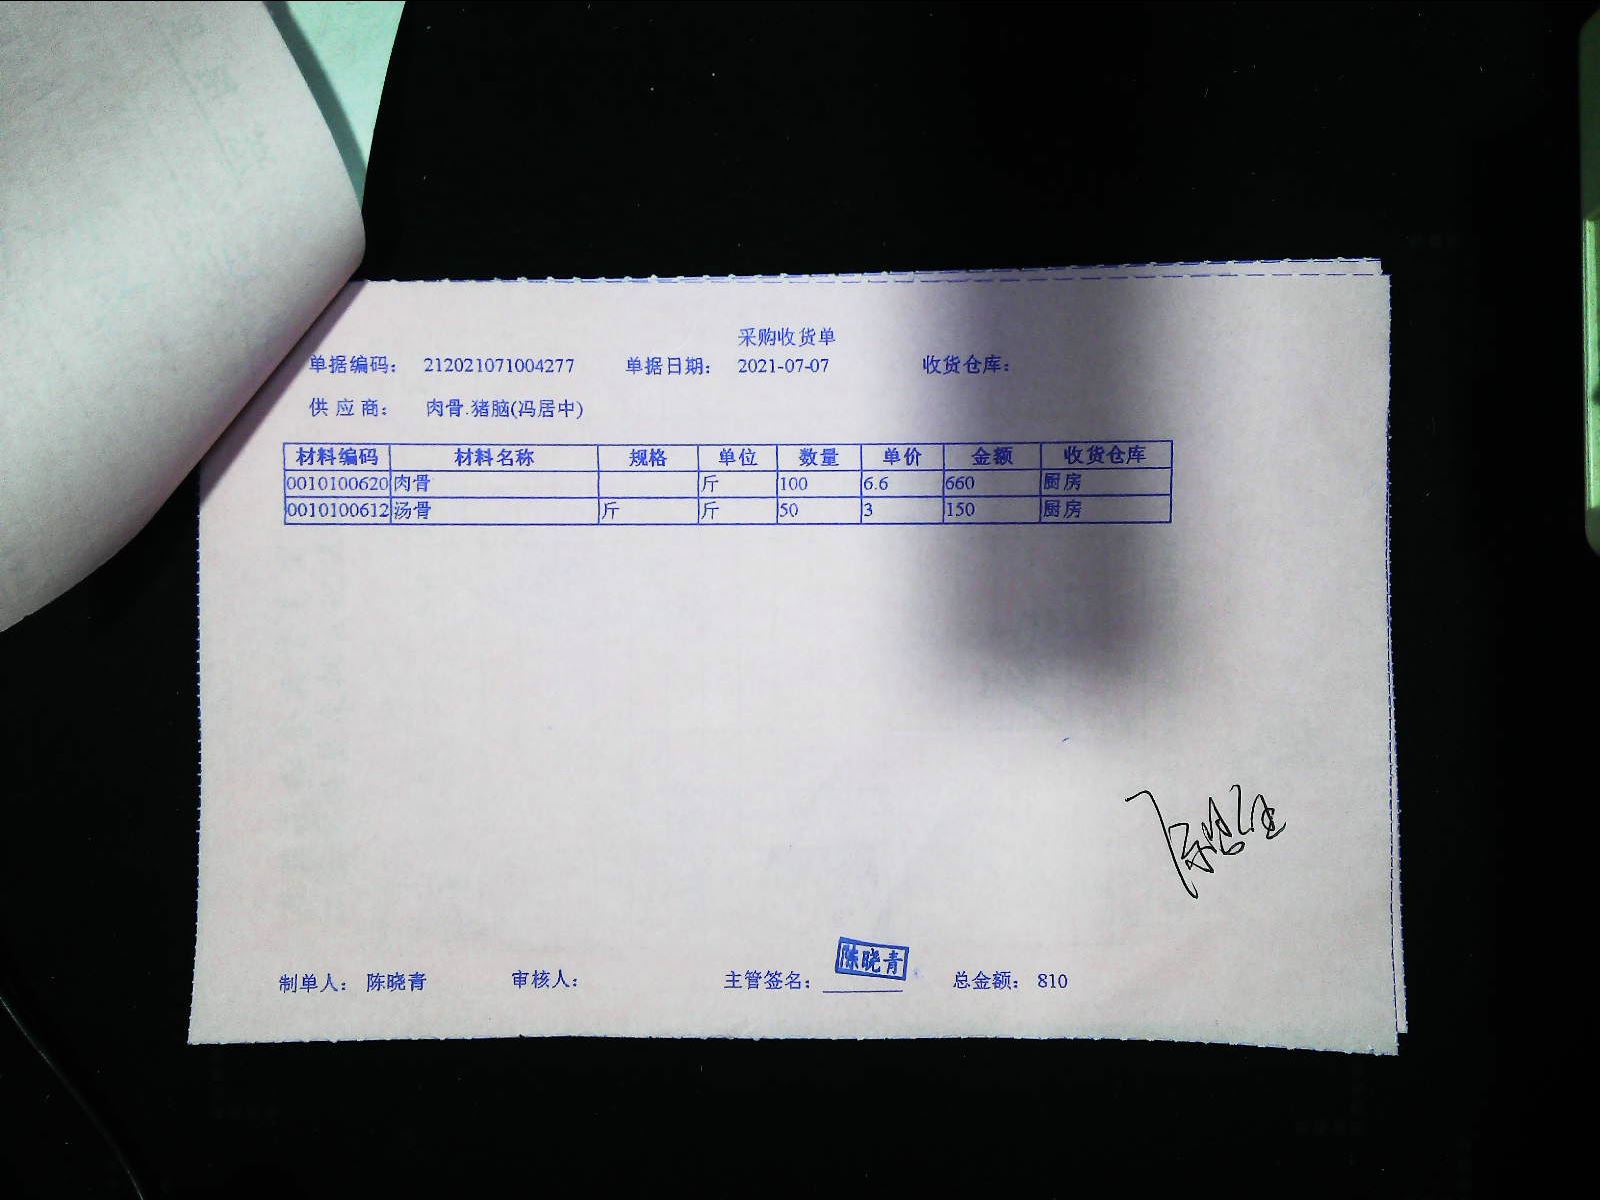 采购收货单
单据编码： 212021071004277 单据日期： 2021-07-07 收货仓库：
供 应 商： 肉骨.猪脑(冯居中)
材料编码 材料名称 规格 单位 数量 单价 金额 收货仓库
0010100620 肉骨 斤 100 6.6 660 厨房
0010100612 汤骨 斤 斤 50 3 150 厨房
陈晓青
制单人： 陈晓青 审核人： 主管签名： 总金额： 810